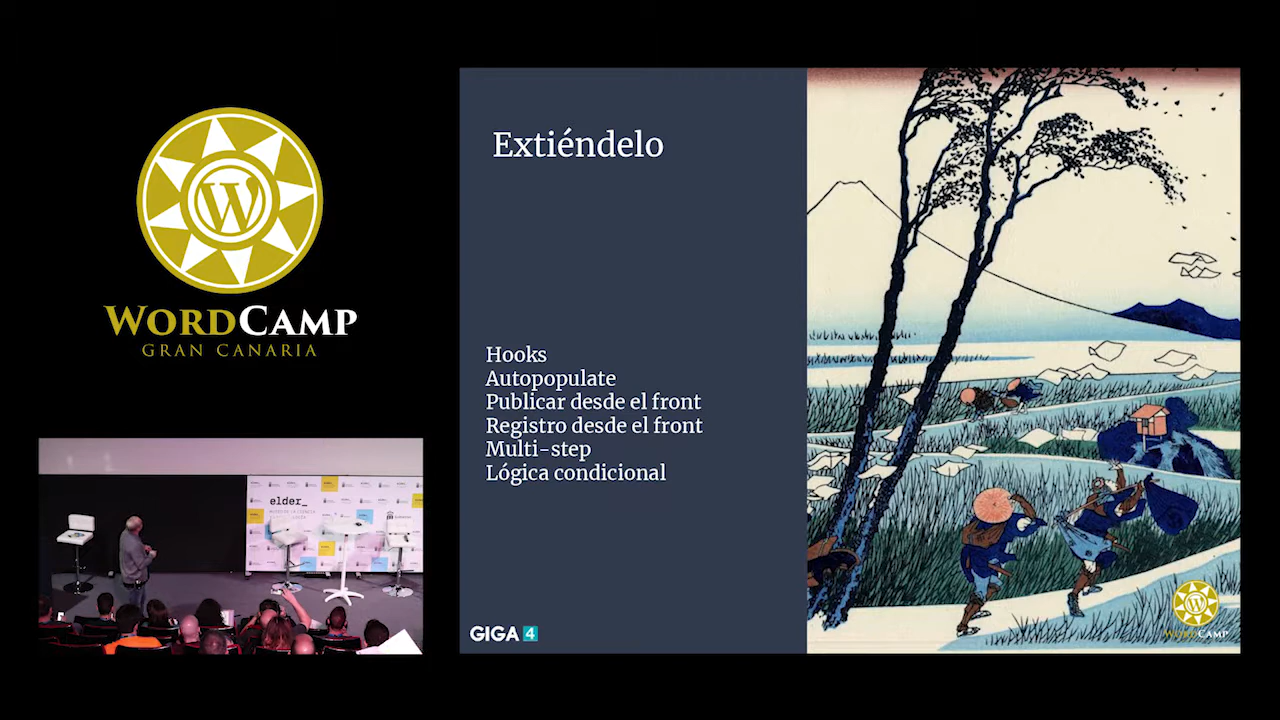 WORDCAMP
GRAN CANARIA
Extiéndelo
Hooks
Autopopulate
Publicar desde el front
Registro desde el front
Multi-step
Lógica condicional
GIGA 4
WORDCAMP
elder_